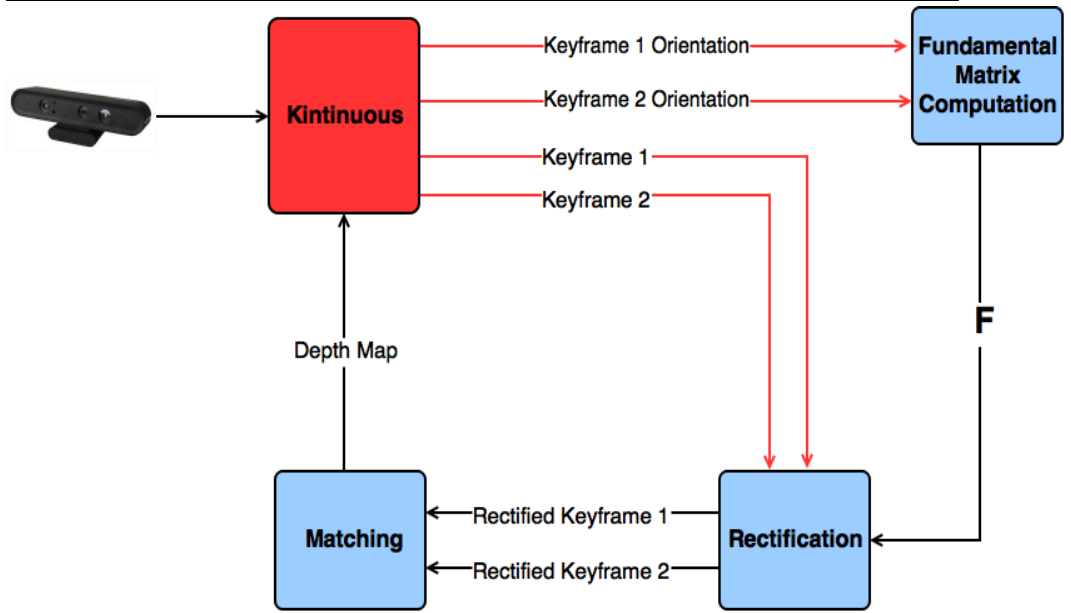 Keyframe 1 Orientation
Fundamental
Matrix
Computation
Kintinuous
Keyframe 2 Orientation
Keyframe 1
Keyframe 2
F
Depth Map
Matching
Rectified Keyframe 1
Rectified Keyframe 2
Rectification